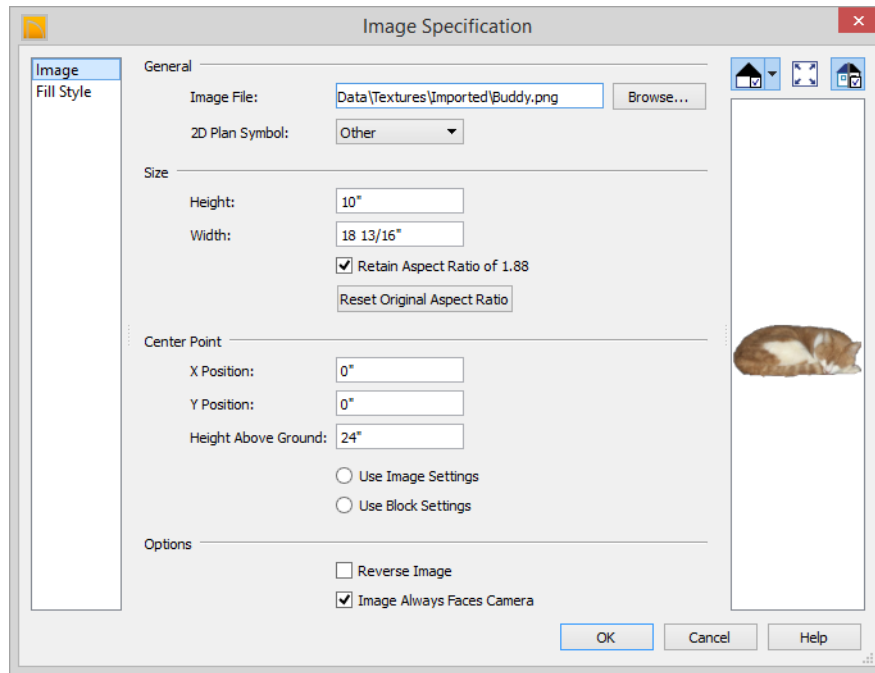 Image Specification
x
Image
Fill Style
General
Image File: Data\Textures\Imported\Buddy.png Browse...
2D Plan Symbol: Other
Size
Height: 10"
Width: 18 13/16"
Retain Aspect Ratio of 1.88
Reset Original Aspect Ratio
Center Point
X Position: 0"
Y Position: 0"
Height Above Ground: 24"
Use Image Settings
Use Block Settings
Options
Reverse Image
Image Always Faces Camera
OK Cancel Help